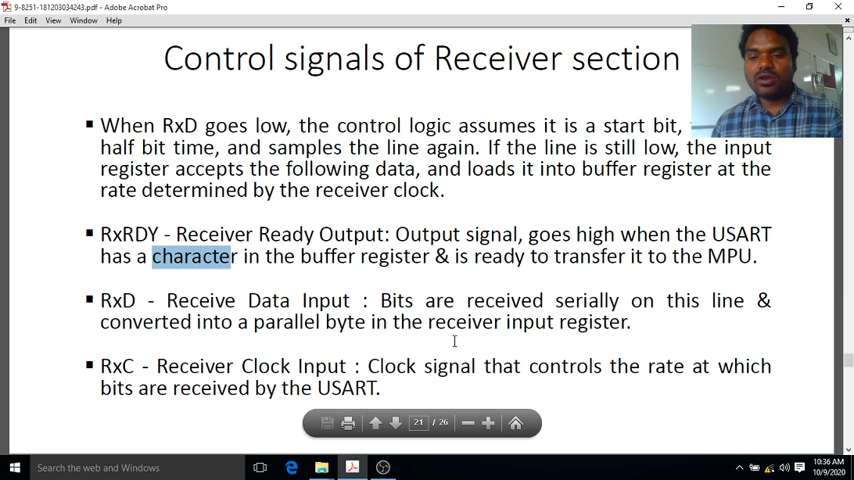 9-8251-181203034243.pdf - Adobe Acrobat Pro
File Edit View Window Help
Control signals of Receiver section
▪ When RxD goes low, the control logic assumes it is a start bit,
half bit time, and samples the line again. If the line is still low, the input
register accepts the following data, and loads it into buffer register at the
rate determined by the receiver clock.
▪ RxRDY - Receiver Ready Output: Output signal, goes high when the USART
has a character in the buffer register & is ready to transfer it to the MPU.
▪ RxD - Receive Data Input : Bits are received serially on this line &
converted into a parallel byte in the receiver input register.
▪ RxC - Receiver Clock Input : Clock signal that controls the rate at which
bits are received by the USART.
21 / 26
Search the web and Windows
10:36 AM
10/9/2020